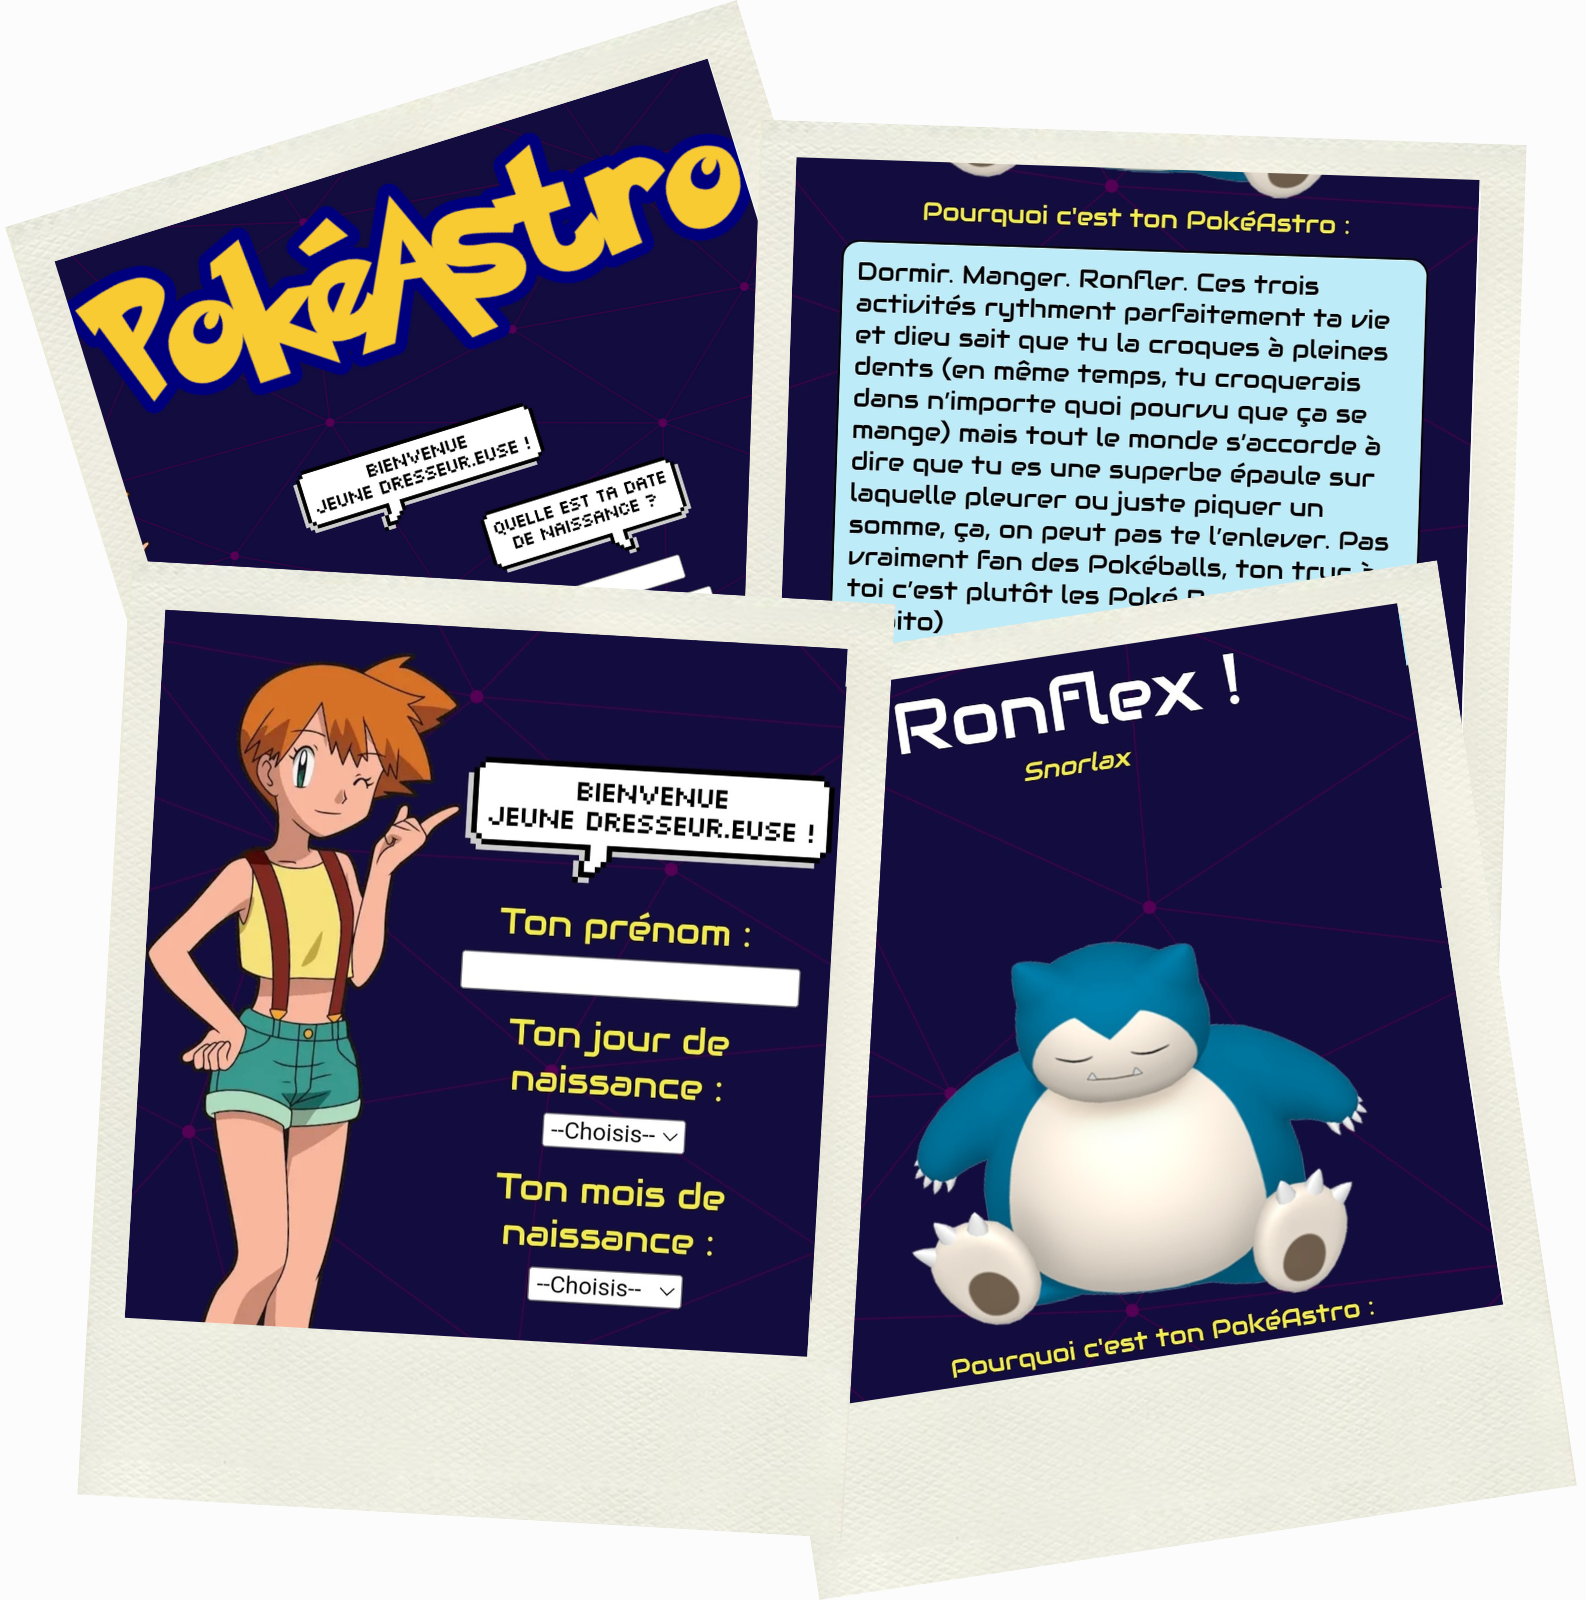 PokéAstro
BIENVENUE
JEUNE DRESSEUR.EUSE !
QUELLE EST TA DATE
DE NAISSANCE ?
Pourquoi c'est ton PokéAstro :
Dormir. Manger. Ronfler. Ces trois
activités rythment parfaitement ta vie
et dieu sait que tu la croques à pleines
dents (en même temps, tu croquerais
dans n’importe quoi pourvu que ça se
mange) mais tout le monde s’accorde à
dire que tu es une superbe épaule sur
laquelle pleurer ou juste piquer un
somme, ça, on peut pas te l’enlever. Pas
vraiment fan des Pokéballs, ton truc à
toi c’est plutôt les Poké
BIENVENUE
JEUNE DRESSEUR.EUSE !
Ton prénom :
Ton jour de
naissance :
--Choisis--
Ton mois de
naissance :
--Choisis--
Ronflex !
Snorlax
Pourquoi c'est ton PokéAstro :